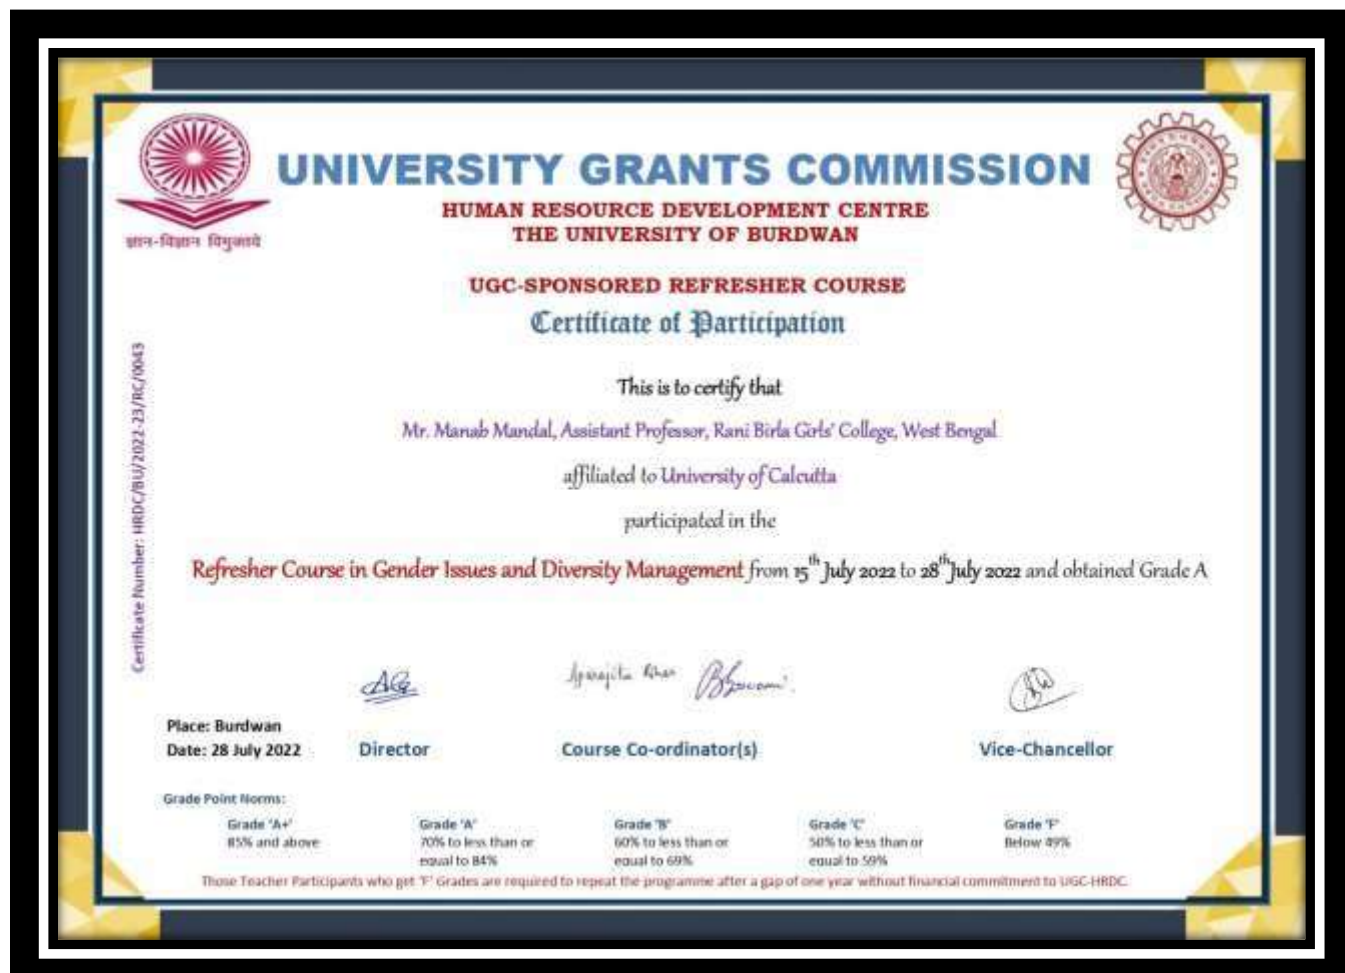 UNIVERSITY GRANTS COMMISSION
HUMAN RESOURCE DEVELOPMENT CENTRE
THE UNIVERSITY OF BURDWAN
ज्ञान-विज्ञान विमुक्तये
UGC-SPONSORED REFRESHER COURSE
Certificate of Participation
Certificate Number: HRDC/BU/2022-23/RC/0043
This is to certify that
Mr. Manab Mandal, Assistant Professor, Rani Birla Girls' College, West Bengal
affiliated to University of Calcutta
participated in the
Refresher Course in Gender Issues and Diversity Management from 15th July 2022 to 28th July 2022 and obtained Grade A
Aparajita
Place: Burdwan
Date: 28 July 2022
Director
Course Co-ordinator(s)
Vice-Chancellor
Grade Point Norms:
Grade 'A+'
85% and above
Grade 'A'
70% to less than or
equal to 84%
Grade 'B'
60% to less than or
equal to 69%
Grade 'C'
50% to less than or
equal to 59%
Grade 'F'
Below 49%
Those Teacher Participants who get 'F' Grades are required to repeat the programme after a gap of one year without financial commitment to UGC-HRDC.